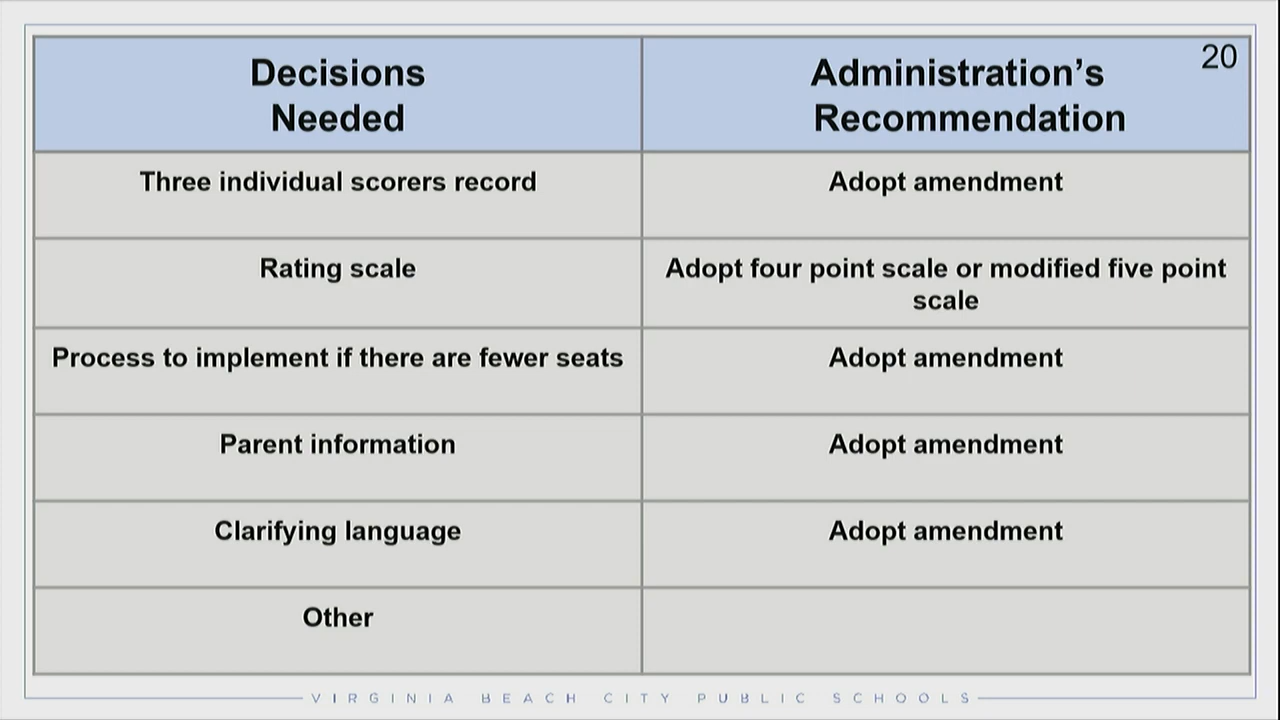 20
Decisions
Needed
Administration's
Recommendation
Three individual scorers record
Adopt amendment
Rating scale
Adopt four point scale or modified five point
scale
Process to implement if there are fewer seats
Adopt amendment
Parent information
Adopt amendment
Clarifying language
Adopt amendment
Other
VIRGINIA BEACH CITY PUBLIC SCHOOLS